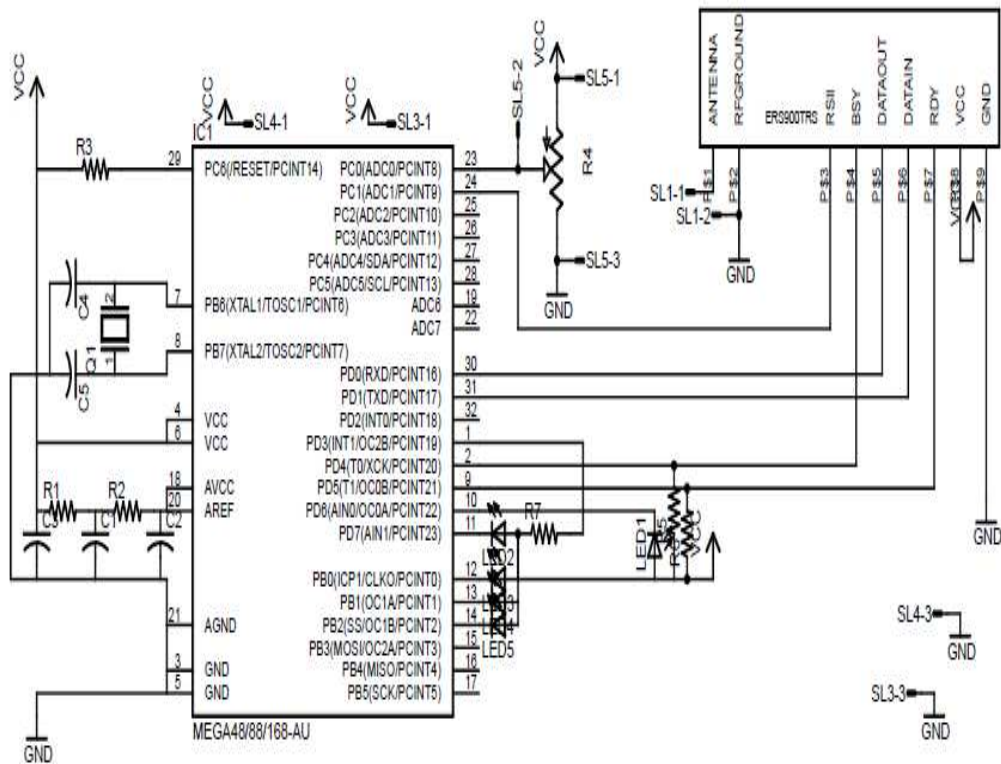 VCC
VCC
SL4-1
VCC
SL3-1
SL5-2
VCC
SL5-1
R4
SL5-3
GND
ANTENNA
RFGROUND
ERS900TRS
RSII
BSY
DATAOUT
DATAIN
RDY
VCC
GND
P$1
P$2
P$3
P$4
P$5
P$6
P$7
P$9
VCC
SL1-1
SL1-2
GND
GND
IC1
R3
29
PC6(/RESET/PCINT14)
PC0(ADC0/PCINT8)
23
PC1(ADC1/PCINT9)
24
PC2(ADC2/PCINT10)
25
PC3(ADC3/PCINT11)
26
PC4(ADC4/SDA/PCINT12)
27
PC5(ADC5/SCL/PCINT13)
28
ADC6
19
ADC7
22
C4
2
Q1
1
C5
7
PB6(XTAL1/TOSC1/PCINT6)
8
PB7(XTAL2/TOSC2/PCINT7)
PD0(RXD/PCINT16)
30
PD1(TXD/PCINT17)
31
PD2(INT0/PCINT18)
32
4
VCC
6
VCC
PD3(INT1/OC2B/PCINT19)
1
PD4(T0/XCK/PCINT20)
2
18
AVCC
PD5(T1/OC0B/PCINT21)
9
20
AREF
PD6(AIN0/OC0A/PCINT22)
10
PD7(AIN1/PCINT23)
11
R1
R2
C3
C1
C2
R7
LED1
VCC
LED2
PB0(ICP1/CLKO/PCINT0)
12
PB1(OC1A/PCINT1)
13
21
AGND
PB2(SS/OC1B/PCINT2)
14
PB3(MOSI/OC2A/PCINT3)
15
LED5
3
GND
PB4(MISO/PCINT4)
16
5
GND
PB5(SCK/PCINT5)
17
MEGA48/88/168-AU
GND
SL4-3
GND
SL3-3
GND